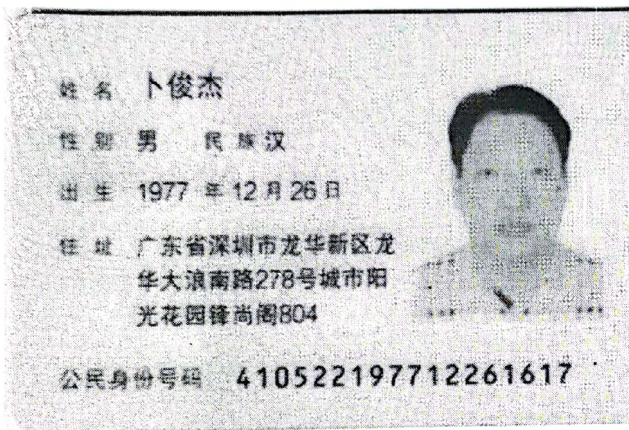 姓名 卜俊杰
性别 男 民族 汉
出生 1977 年 12 月 26 日
住址 广东省深圳市龙华新区龙
华大浪南路278号城市阳
光花园锋尚阁804
公民身份号码 410522197712261617